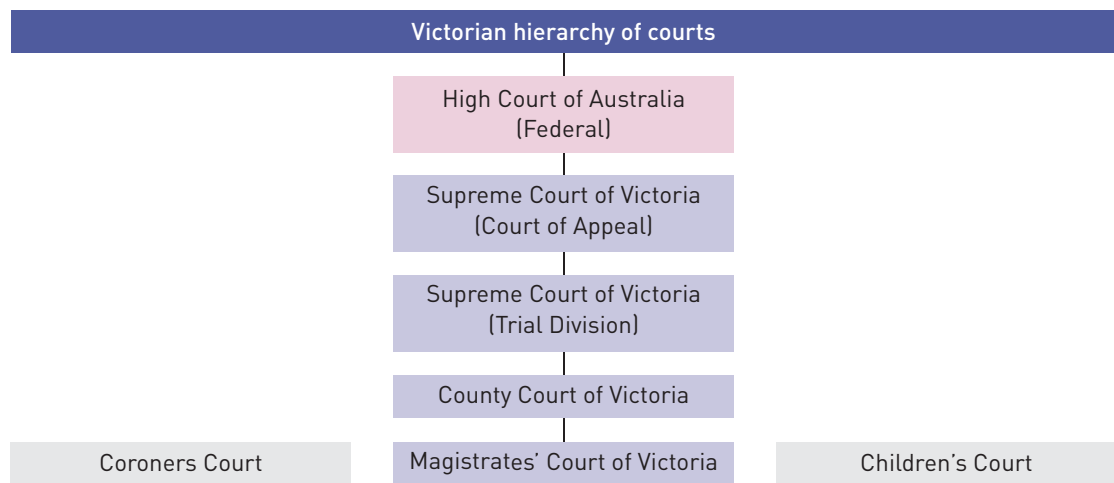 Victorian hierarchy of courts
High Court of Australia
(Federal)
Supreme Court of Victoria
(Court of Appeal)
Supreme Court of Victoria
(Trial Division)
County Court of Victoria
Coroners Court
Magistrates' Court of Victoria
Children's Court